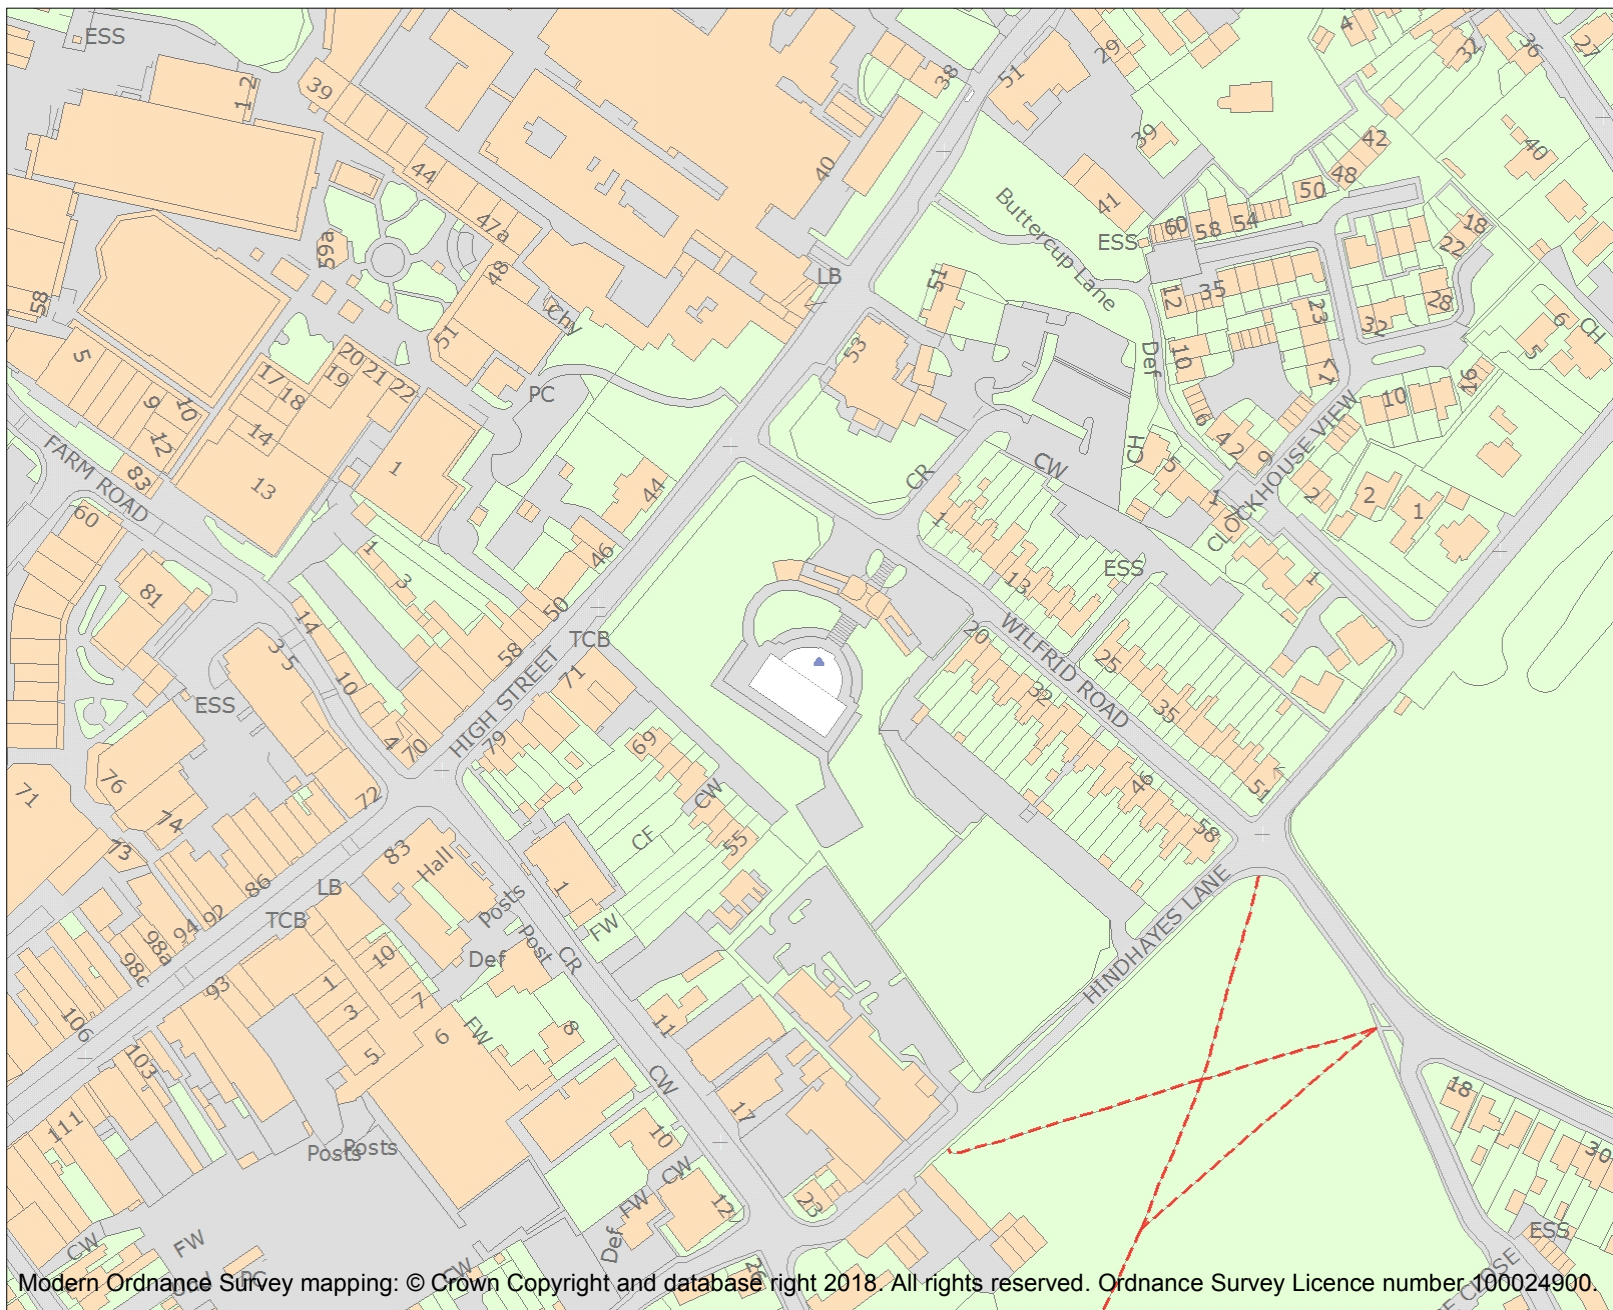 ESS
39
1 2
44
47a
48
59a
58
51
Chy
PC
38
40
LB
51
29
39
41
ESS
Buttercup Lane
4
32
36
27
42
48
50
54
58
60
40
18
22
28
32
35
12
23
17
10
Def
6
5
CH
16
10
6
4 2
9
CLOCKHOUSE VIEW
2
2
1
5
1
CH
CW
CR
51
53
5
9
10
12
83
FARM ROAD
17
18
19
20
21
22
14
13
1
44
46
50
58
TCB
71
HIGH STREET
79
60
81
1
3
14
10
4
70
3 5
ESS
76
74
71
73
72
86
92
94
98a
98c
106
LB
TCB
83
Hall
Posts
Post
Def
1
CR
FW
69
CW
55
CF
1
13
ESS
WILFRID ROAD
20
32
25
35
46
51
58
1
HINDHAYES LANE
93
10
7
1
3
5
6
FW
8
11
CW
17
10
CW
FW
12
Def
23
26
103
111
Posts
Posts
CW
FW
PC
CW
18
30
ESS
E CLOSE
Modern Ordnance Survey mapping: © Crown Copyright and database right 2018. All rights reserved. Ordnance Survey Licence number 100024900.